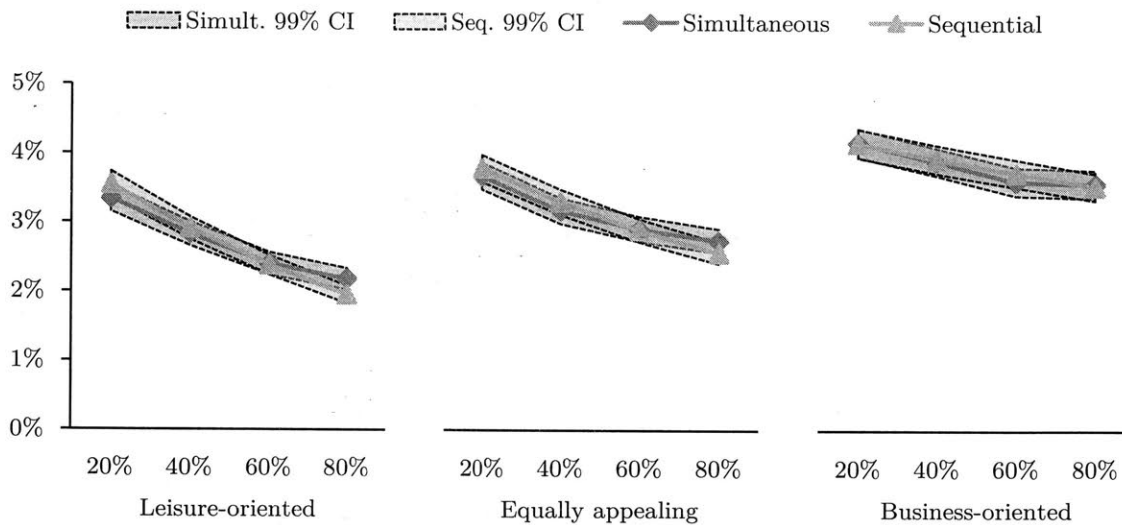 Simult. 99% CI Seq. 99% CI Simultaneous Sequential
5%
4%
3%
2%
1%
0%
20% 40% 60% 80% 20% 40% 60% 80% 20% 40% 60% 80%
Leisure-oriented Equally appealing Business-oriented